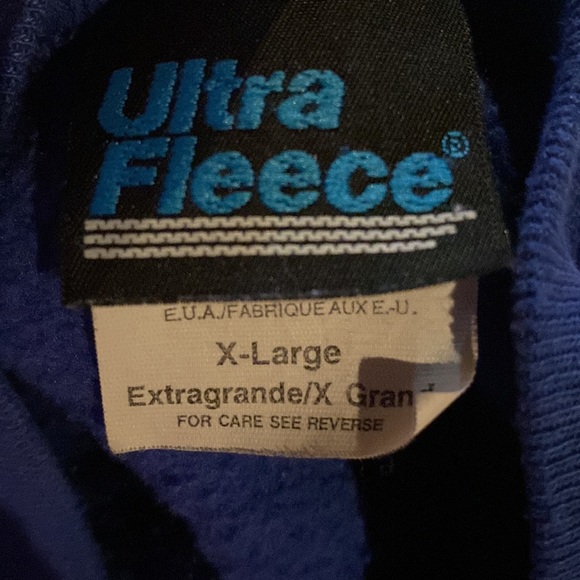 Ultra
Fleece®
E.U.A./FABRIQUE AUX E.-U.
X-Large
Extragrande/X Gran
FOR CARE SEE REVERSE